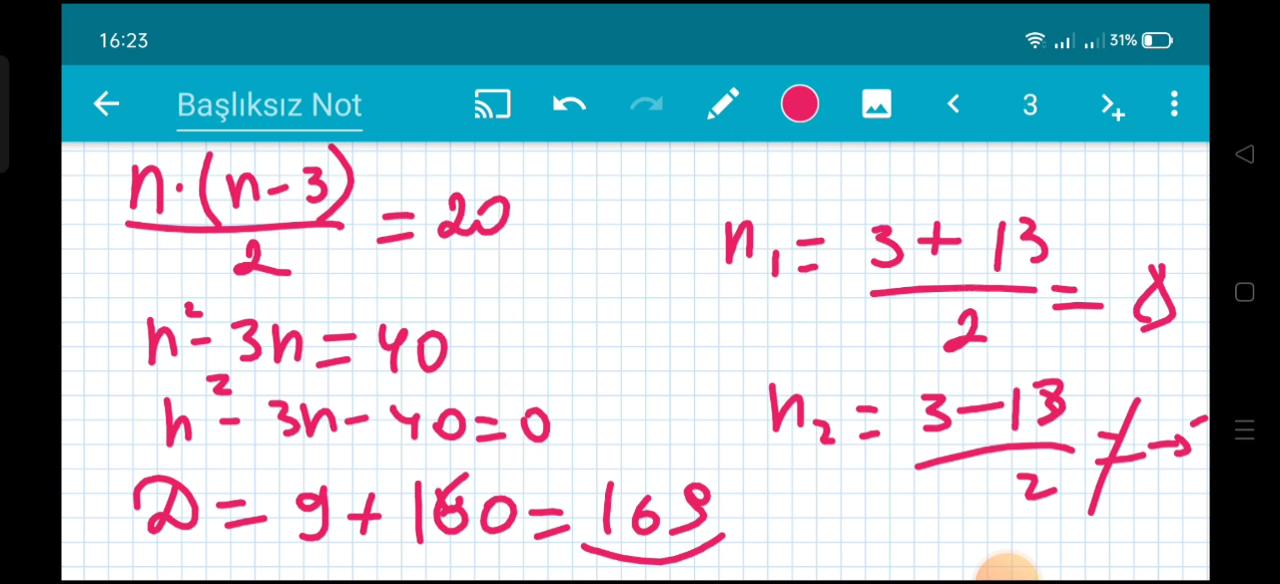 16:23 31%
Başlıksız Not 3
n·(n-3)/2 = 20
n²-3n=40
n²-3n-40=0
D=9+160=169
n₁=(3+13)/2=8
n₂=(3-13)/2≠→-